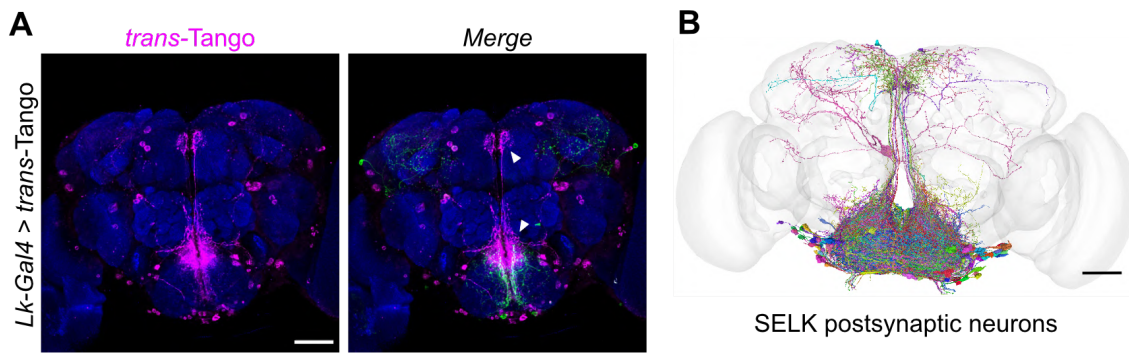 A
trans-Tango
Merge
B
Lk-Gal4 > trans-Tango
SELK postsynaptic neurons